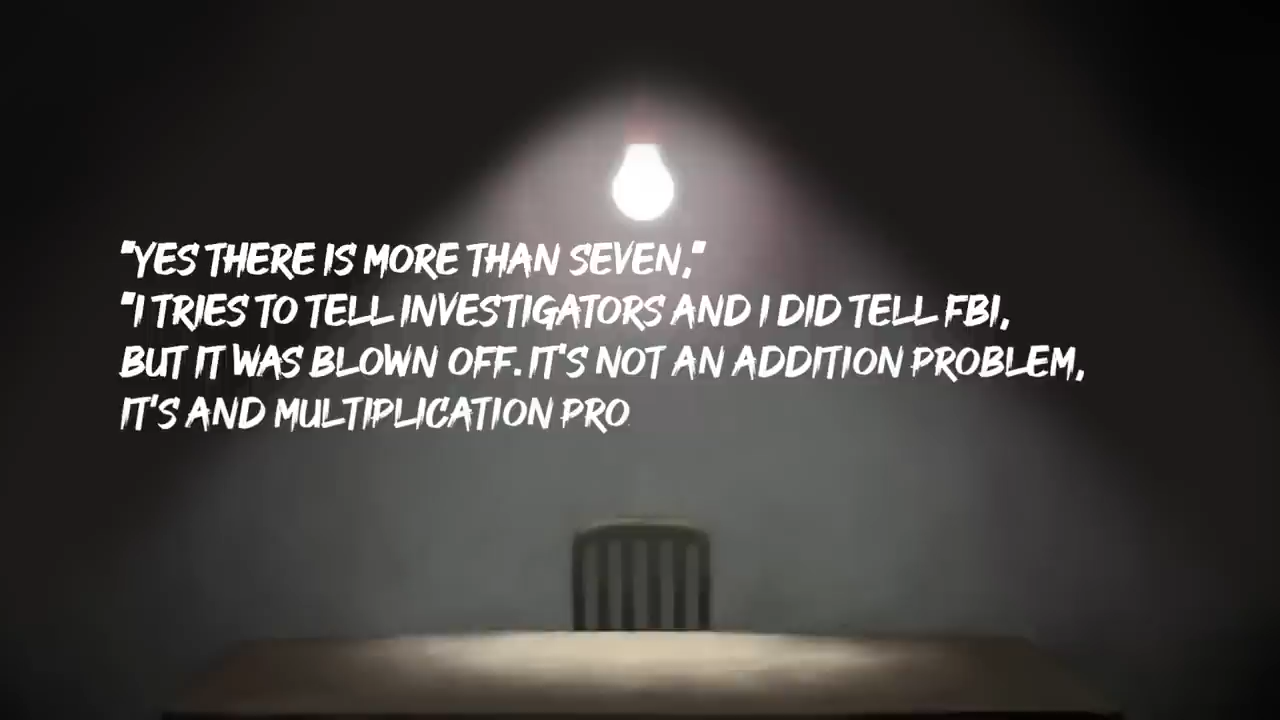 "YES THERE IS MORE THAN SEVEN,"
"I TRIES TO TELL INVESTIGATORS AND I DID TELL FBI,
BUT IT WAS BLOWN OFF. IT'S NOT AN ADDITION PROBLEM,
IT'S AND MULTIPLICATION PRO